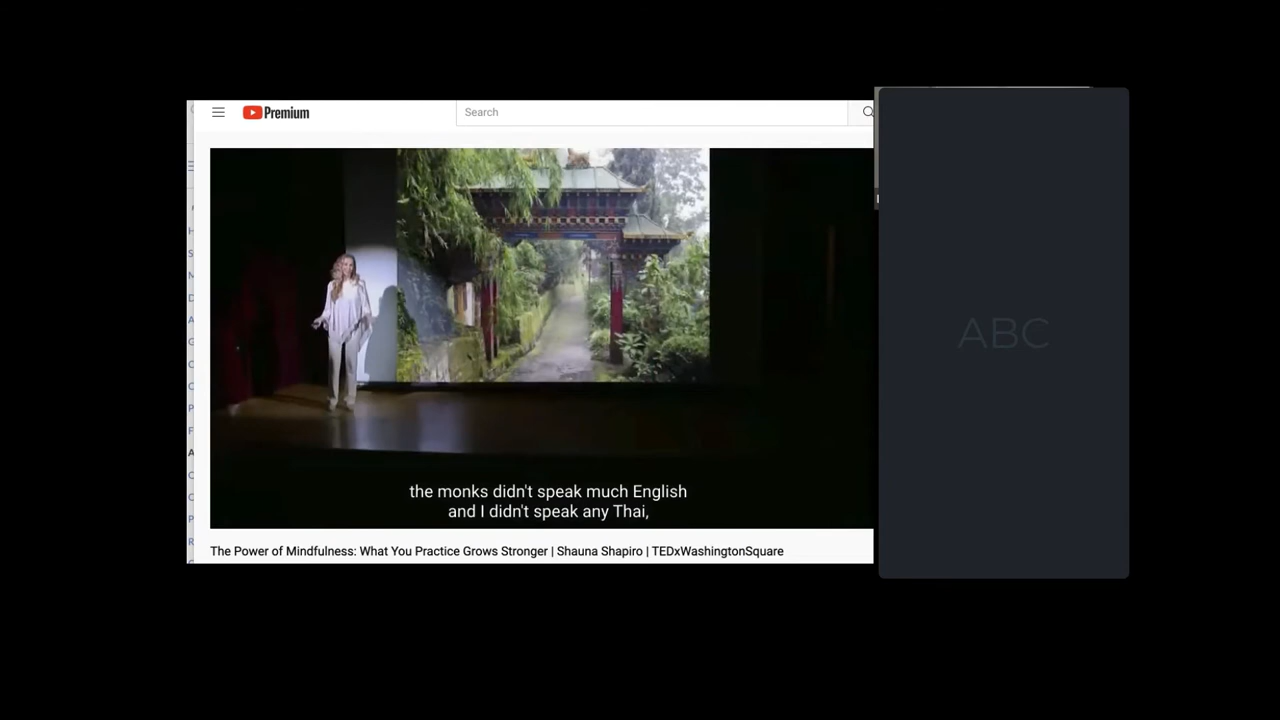 Premium
Search
the monks didn't speak much English
and I didn't speak any Thai,
The Power of Mindfulness: What You Practice Grows Stronger | Shauna Shapiro | TEDxWashingtonSquare
ABC